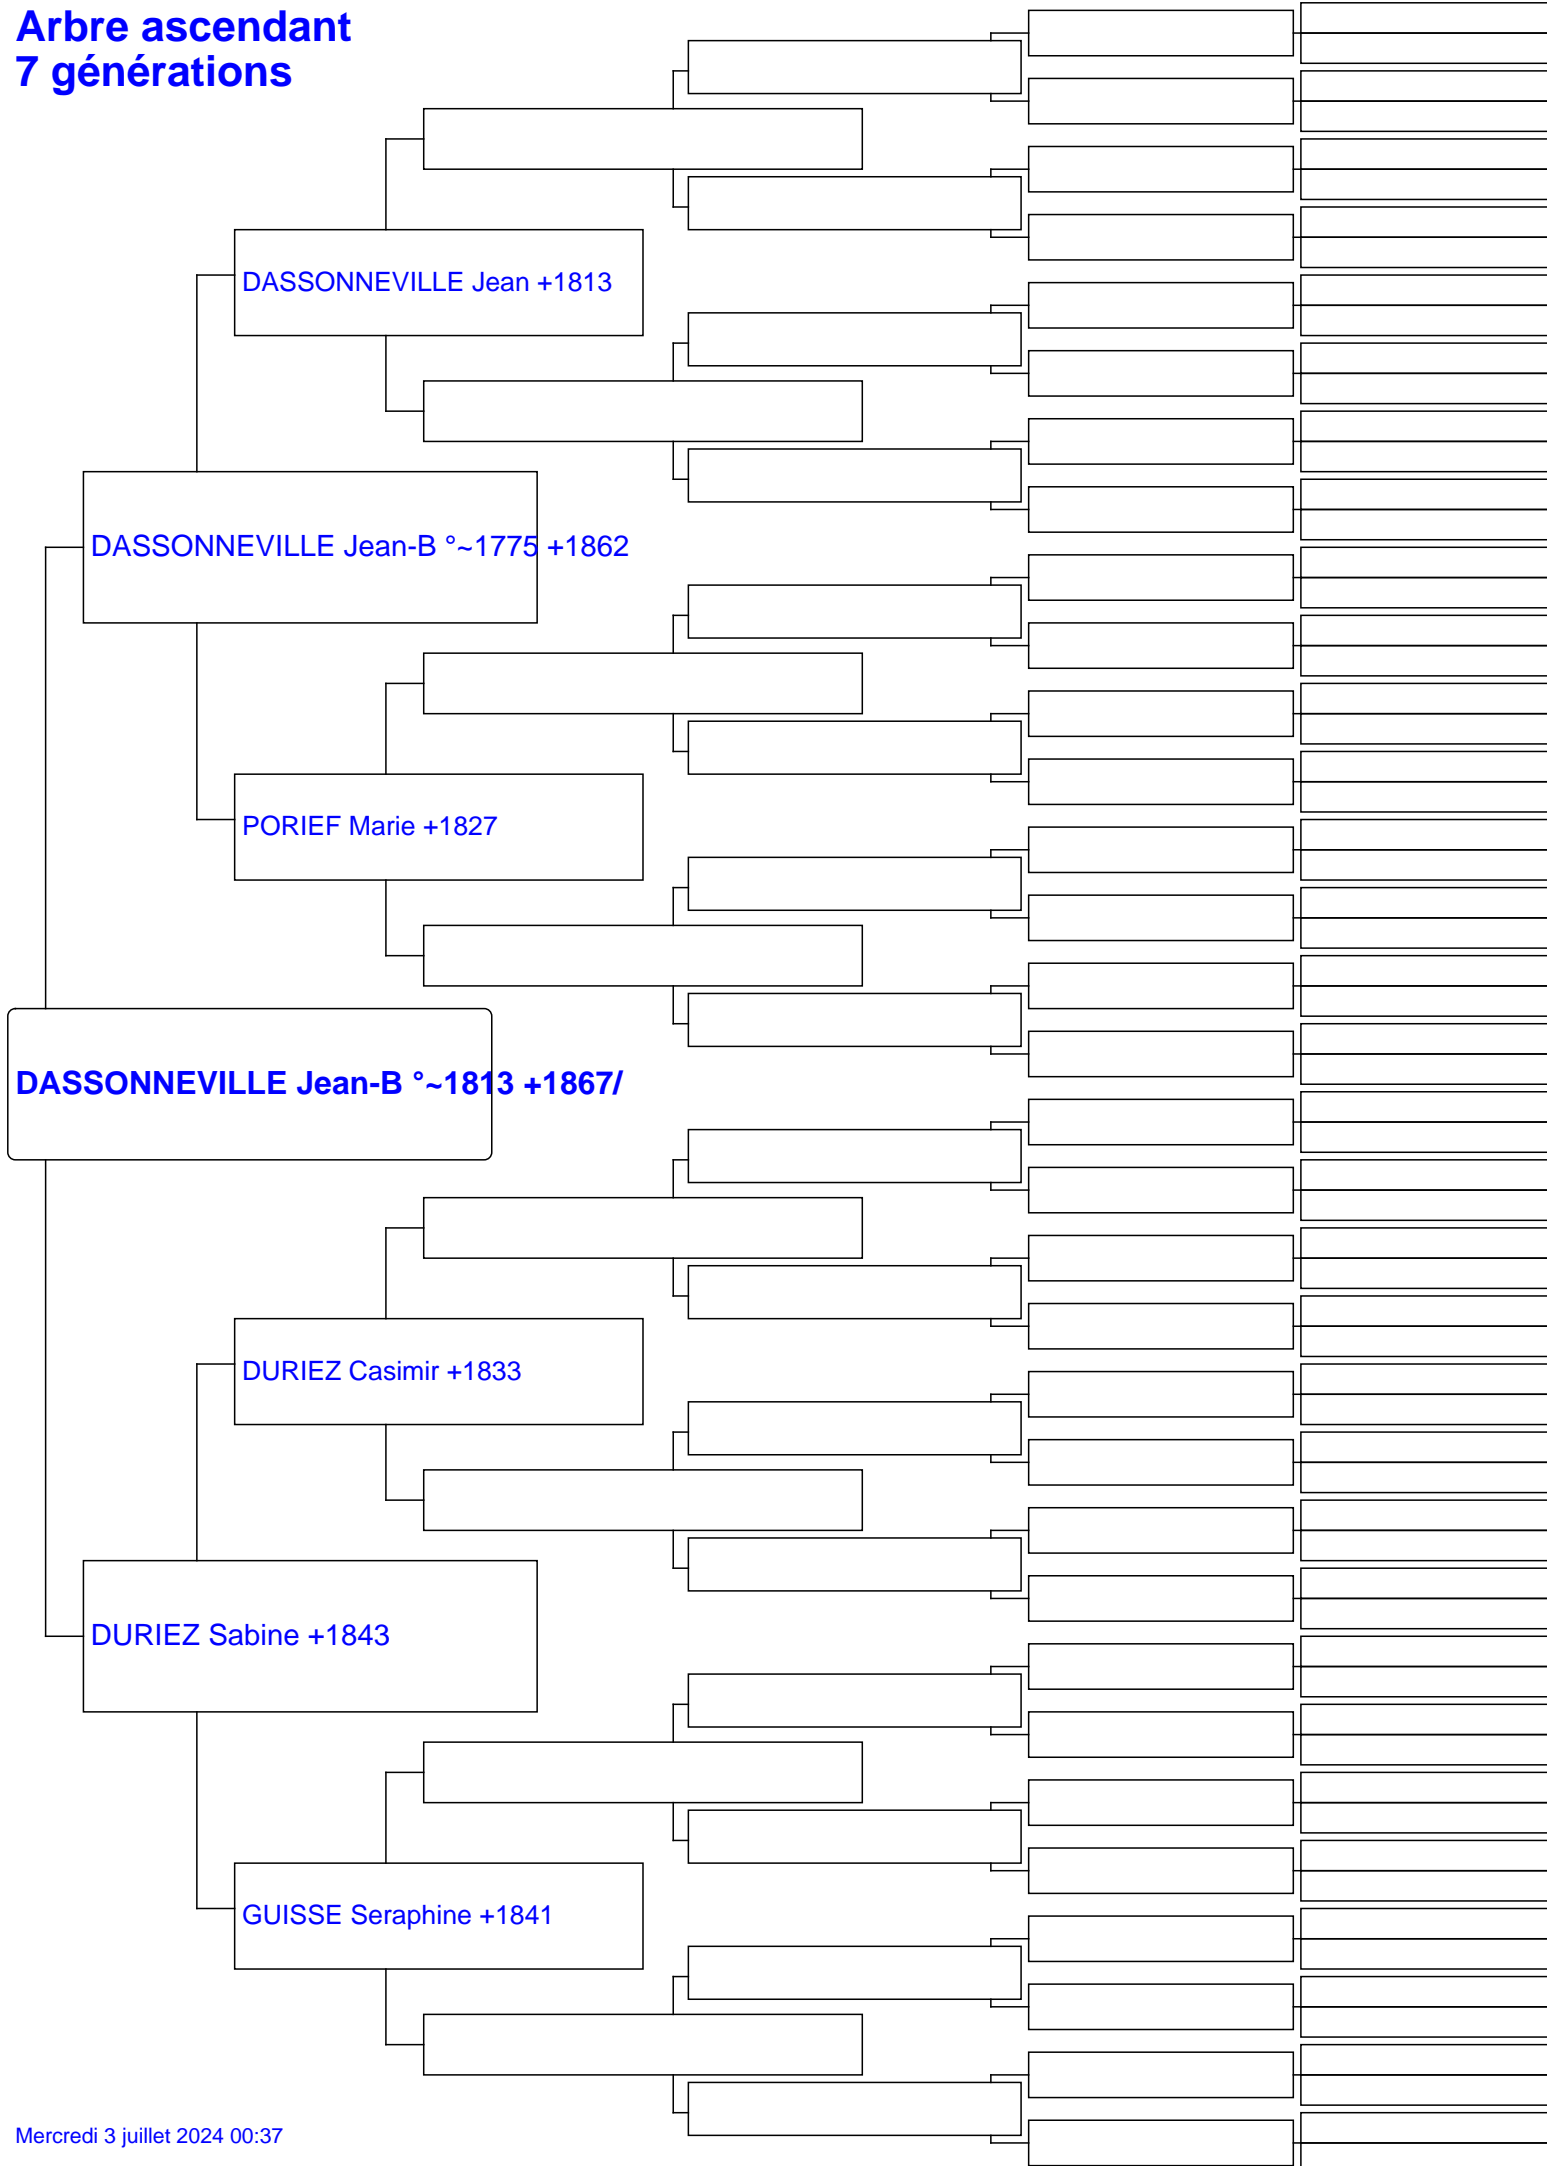 Arbre ascendant
7 générations
DASSONNEVILLE Jean +1813
DASSONNEVILLE Jean-B °~1775 +1862
PORIEF Marie +1827
DASSONNEVILLE Jean-B °~1813 +1867/
DURIEZ Casimir +1833
DURIEZ Sabine +1843
GUISSE Seraphine +1841
Mercredi 3 juillet 2024 00:37